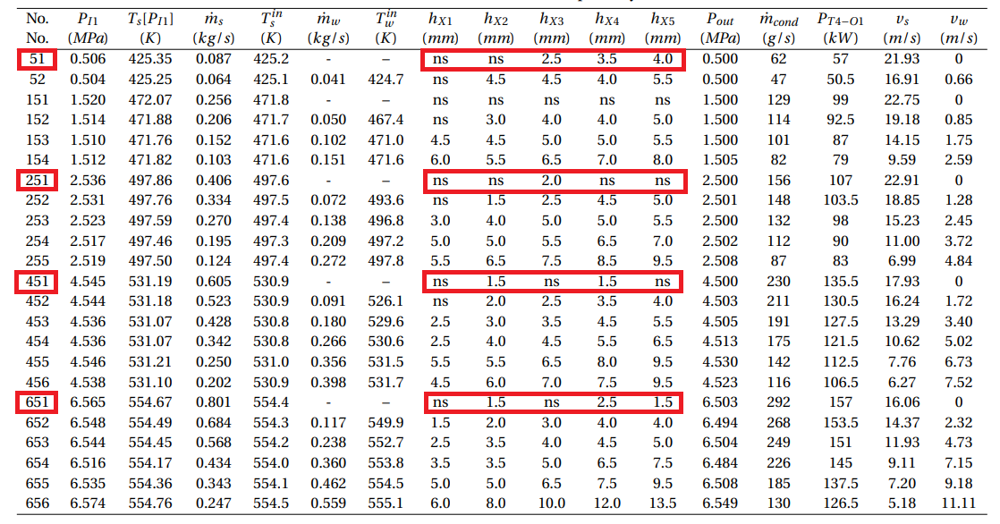 No. P_I1 T_s[P_I1] ṁ_s T_s^in ṁ_w T_w^in h_X1 h_X2 h_X3 h_X4 h_X5 P_out ṁ_cond P_T4−O1 v_s v_w
No. (MPa) (K) (kg/s) (K) (kg/s) (K) (mm) (mm) (mm) (mm) (mm) (MPa) (g/s) (kW) (m/s) (m/s)
51 0.506 425.35 0.087 425.2 - – ns ns 2.5 3.5 4.0 0.500 62 57 21.93 0
52 0.504 425.25 0.064 425.1 0.041 424.7 ns 4.5 4.5 4.0 5.5 0.500 47 50.5 16.91 0.66
151 1.520 472.07 0.256 471.8 - – ns ns ns ns ns 1.500 129 99 22.75 0
152 1.514 471.88 0.206 471.7 0.050 467.4 ns 3.0 4.0 4.0 5.0 1.500 114 92.5 19.18 0.85
153 1.510 471.76 0.152 471.6 0.102 471.0 4.5 4.5 5.0 5.0 5.5 1.500 101 87 14.15 1.75
154 1.512 471.82 0.103 471.6 0.151 471.6 6.0 5.5 6.5 7.0 8.0 1.505 82 79 9.59 2.59
251 2.536 497.86 0.406 497.6 - – ns ns 2.0 ns ns 2.500 156 107 22.91 0
252 2.531 497.76 0.334 497.5 0.072 493.6 ns 1.5 2.5 4.5 5.0 2.501 148 103.5 18.85 1.28
253 2.523 497.59 0.270 497.4 0.138 496.8 3.0 4.0 5.0 5.0 5.5 2.500 132 98 15.23 2.45
254 2.517 497.46 0.195 497.3 0.209 497.2 5.0 5.0 5.5 6.5 7.0 2.502 112 90 11.00 3.72
255 2.519 497.50 0.124 497.4 0.272 497.8 5.5 6.5 7.5 8.5 9.5 2.508 87 83 6.99 4.84
451 4.545 531.19 0.605 530.9 - – ns 1.5 ns 1.5 ns 4.500 230 135.5 17.93 0
452 4.544 531.18 0.523 530.9 0.091 526.1 ns 2.0 2.5 3.5 4.0 4.503 211 130.5 16.24 1.72
453 4.536 531.07 0.428 530.8 0.180 529.6 2.5 3.0 3.5 4.5 5.5 4.505 191 127.5 13.29 3.40
454 4.536 531.07 0.342 530.8 0.266 530.6 2.5 4.0 4.5 5.5 6.5 4.513 175 121.5 10.62 5.02
455 4.546 531.21 0.250 531.0 0.356 531.5 5.5 5.5 6.5 8.0 9.5 4.530 142 112.5 7.76 6.73
456 4.538 531.10 0.202 530.9 0.398 531.7 4.5 6.0 7.0 7.5 9.5 4.523 116 106.5 6.27 7.52
651 6.565 554.67 0.801 554.4 - – ns 1.5 ns 2.5 1.5 6.503 292 157 16.06 0
652 6.548 554.49 0.684 554.3 0.117 549.9 1.5 2.0 3.0 4.0 4.0 6.494 268 153.5 14.37 2.32
653 6.544 554.45 0.568 554.2 0.238 552.7 2.5 3.5 4.0 4.5 5.0 6.504 249 151 11.93 4.73
654 6.516 554.17 0.434 554.0 0.360 553.8 3.5 3.5 5.0 6.5 7.5 6.484 226 145 9.11 7.15
655 6.535 554.36 0.343 554.1 0.462 554.5 5.0 5.0 6.5 7.5 9.5 6.508 185 137.5 7.20 9.18
656 6.574 554.76 0.247 554.5 0.559 555.1 6.0 8.0 10.0 12.0 13.5 6.549 130 126.5 5.18 11.11